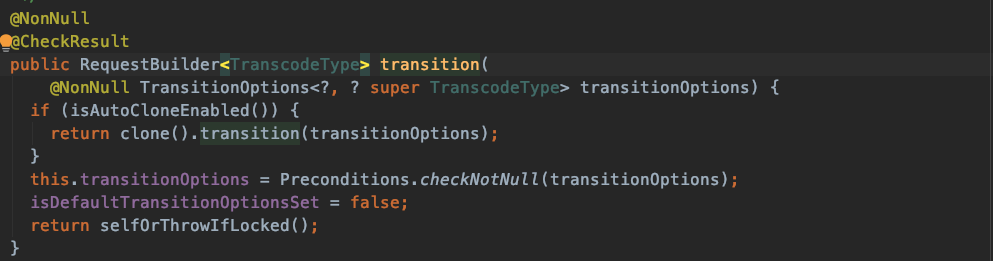 @NonNull
@CheckResult
public RequestBuilder<TranscodeType> transition(
@NonNull TransitionOptions<?, ? super TranscodeType> transitionOptions) {
if (isAutoCloneEnabled()) {
return clone().transition(transitionOptions);
}
this.transitionOptions = Preconditions.checkNotNull(transitionOptions);
isDefaultTransitionOptionsSet = false;
return selfOrThrowIfLocked();
}